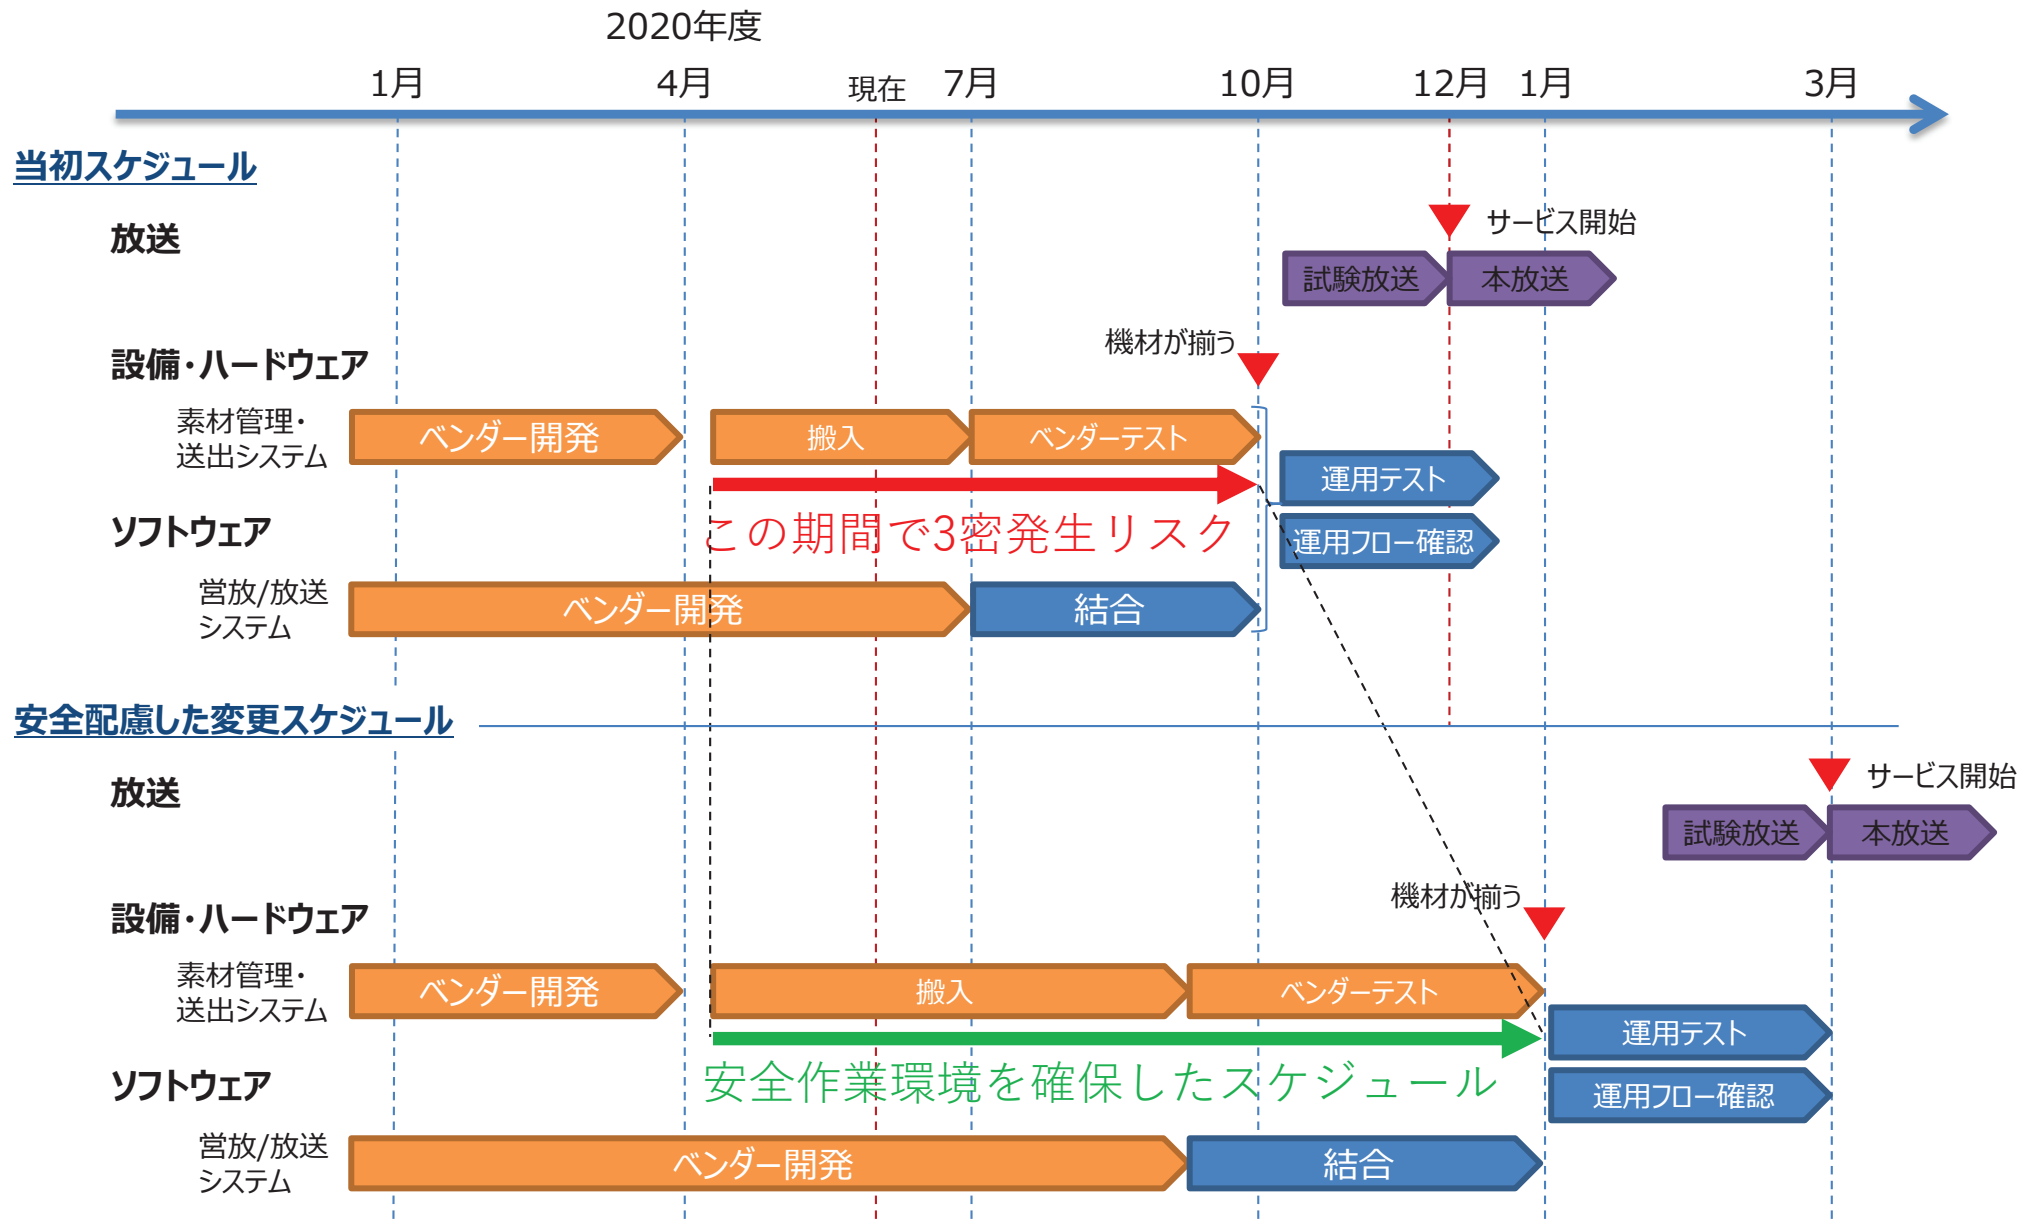 2020年度
1月
4月
現在
7月
10月
12月
1月
3月
当初スケジュール
放送
サービス開始
試験放送
本放送
機材が揃う
設備・ハードウェア
素材管理・
送出システム
ベンダー開発
搬入
ベンダーテスト
運用テスト
この期間で3密発生リスク
運用フロー確認
ソフトウェア
営放/放送
システム
ベンダー開発
結合
安全配慮した変更スケジュール
放送
サービス開始
試験放送
本放送
機材が揃う
設備・ハードウェア
素材管理・
送出システム
ベンダー開発
搬入
ベンダーテスト
運用テスト
安全作業環境を確保したスケジュール
運用フロー確認
ソフトウェア
営放/放送
システム
ベンダー開発
結合